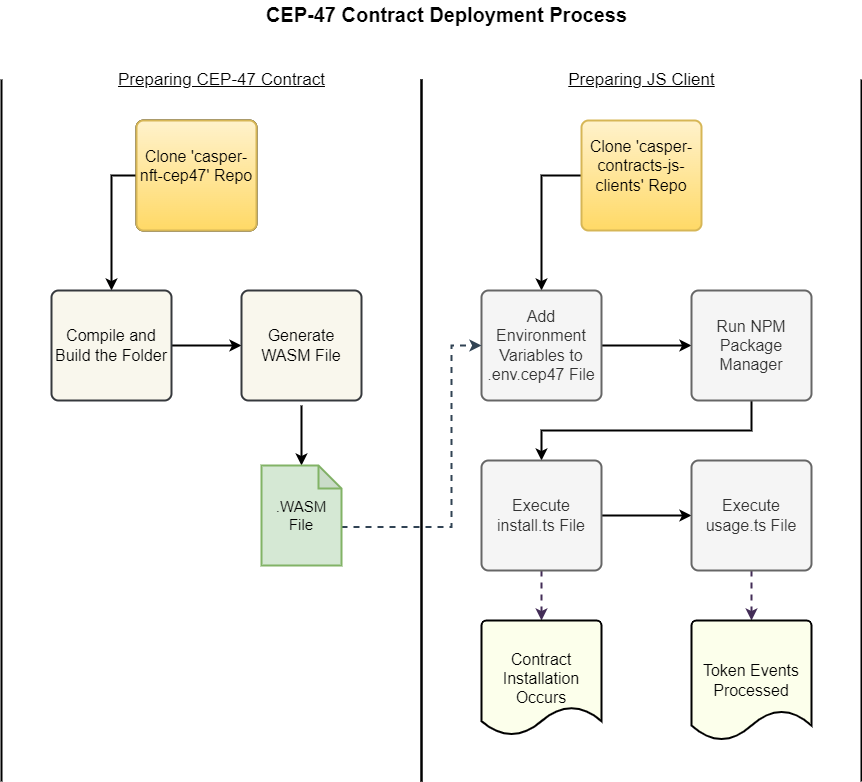 CEP-47 Contract Deployment Process
Preparing CEP-47 Contract
Clone 'casper-
nft-cep47' Repo
Compile and
Build the Folder
Generate
WASM File
.WASM
File
Preparing JS Client
Clone 'casper-
contracts-js-
clients' Repo
Add
Environment
Variables to
.env.cep47 File
Run NPM
Package
Manager
Execute
install.ts File
Execute
usage.ts File
Contract
Installation
Occurs
Token Events
Processed